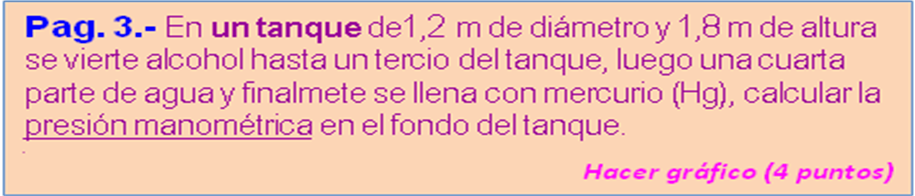 Pag. 3.- En un tanque de1,2 m de diámetro y 1,8 m de altura
se vierte alcohol hasta un tercio del tanque, luego una cuarta
parte de agua y finalmete se llena con mercurio (Hg), calcular la
presión manométrica en el fondo del tanque.
Hacer gráfico (4 puntos)